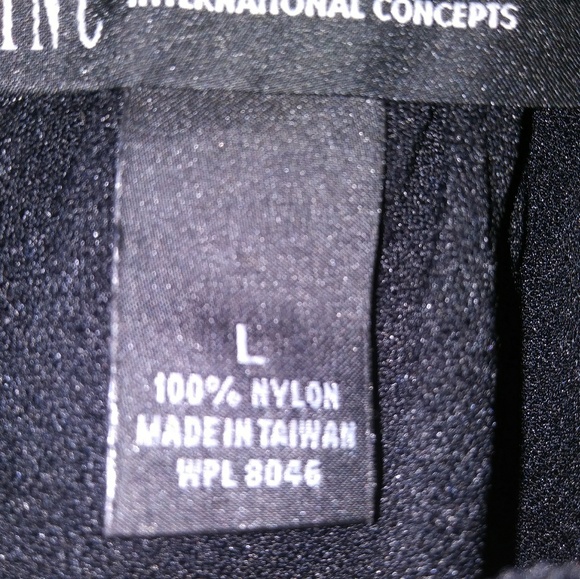 INC INTERNATIONAL CONCEPTS
L
100% NYLON
MADE IN TAIWAN
WPL 8046